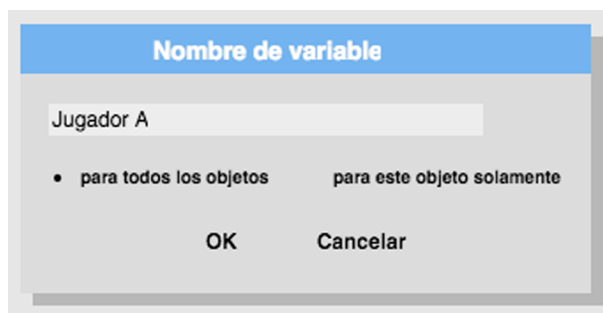 Nombre de variable
Jugador A
• para todos los objetos para este objeto solamente
OK Cancelar